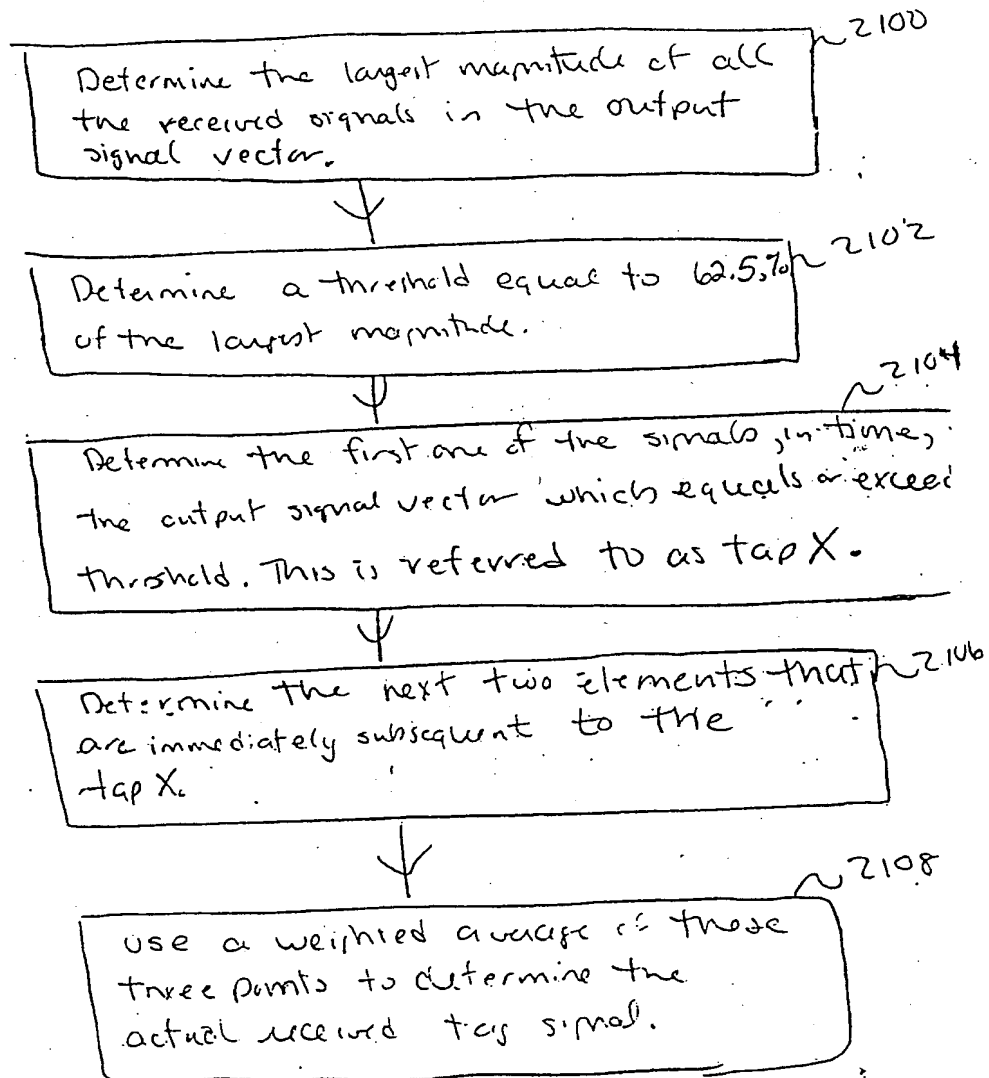 2100
Determine the largest magnitude of all
the received signals in the output
signal vector.
2102
Determine a threshold equal to 62.5%
of the largest magnitude.
2104
Determine the first one of the signals, in time,
the output signal vector which equals or exceed
threshold. This is referred to as tap X.
2106
Determine the next two elements that
are immediately subsequent to the
tap X.
2108
use a weighted average of these
three points to determine the
actual received tag signal.